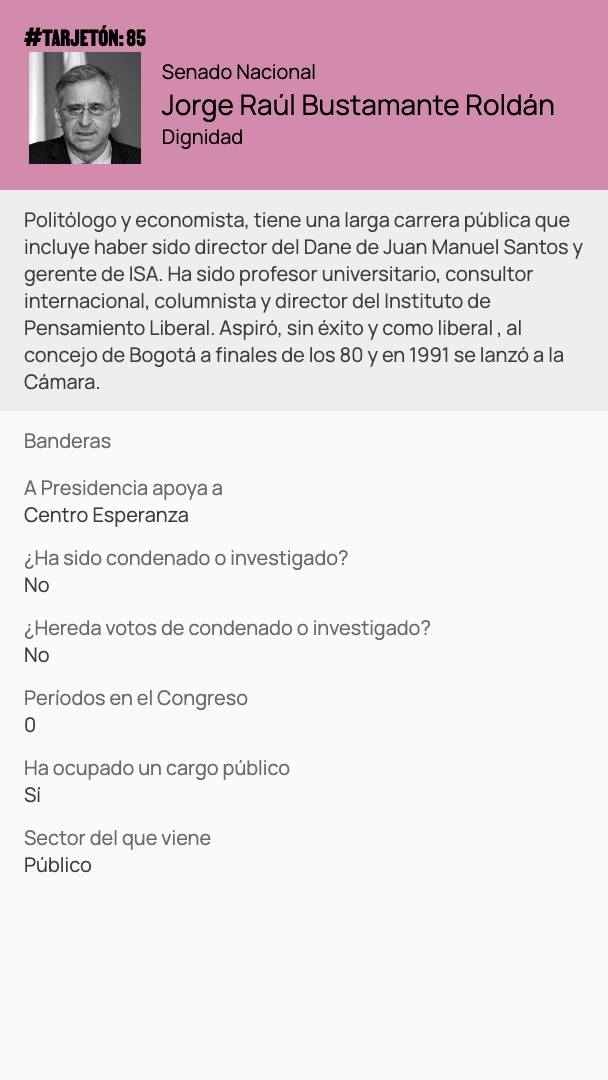 #TARJETÓN: 85
Senado Nacional
Jorge Raúl Bustamante Roldán
Dignidad
Politólogo y economista, tiene una larga carrera pública que
incluye haber sido director del Dane de Juan Manuel Santos y
gerente de ISA. Ha sido profesor universitario, consultor
internacional, columnista y director del Instituto de
Pensamiento Liberal. Aspiró, sin éxito y como liberal , al
concejo de Bogotá a finales de los 80 y en 1991 se lanzó a la
Cámara.
Banderas
A Presidencia apoya a
Centro Esperanza
¿Ha sido condenado o investigado?
No
¿Hereda votos de condenado o investigado?
No
Períodos en el Congreso
0
Ha ocupado un cargo público
Sí
Sector del que viene
Público